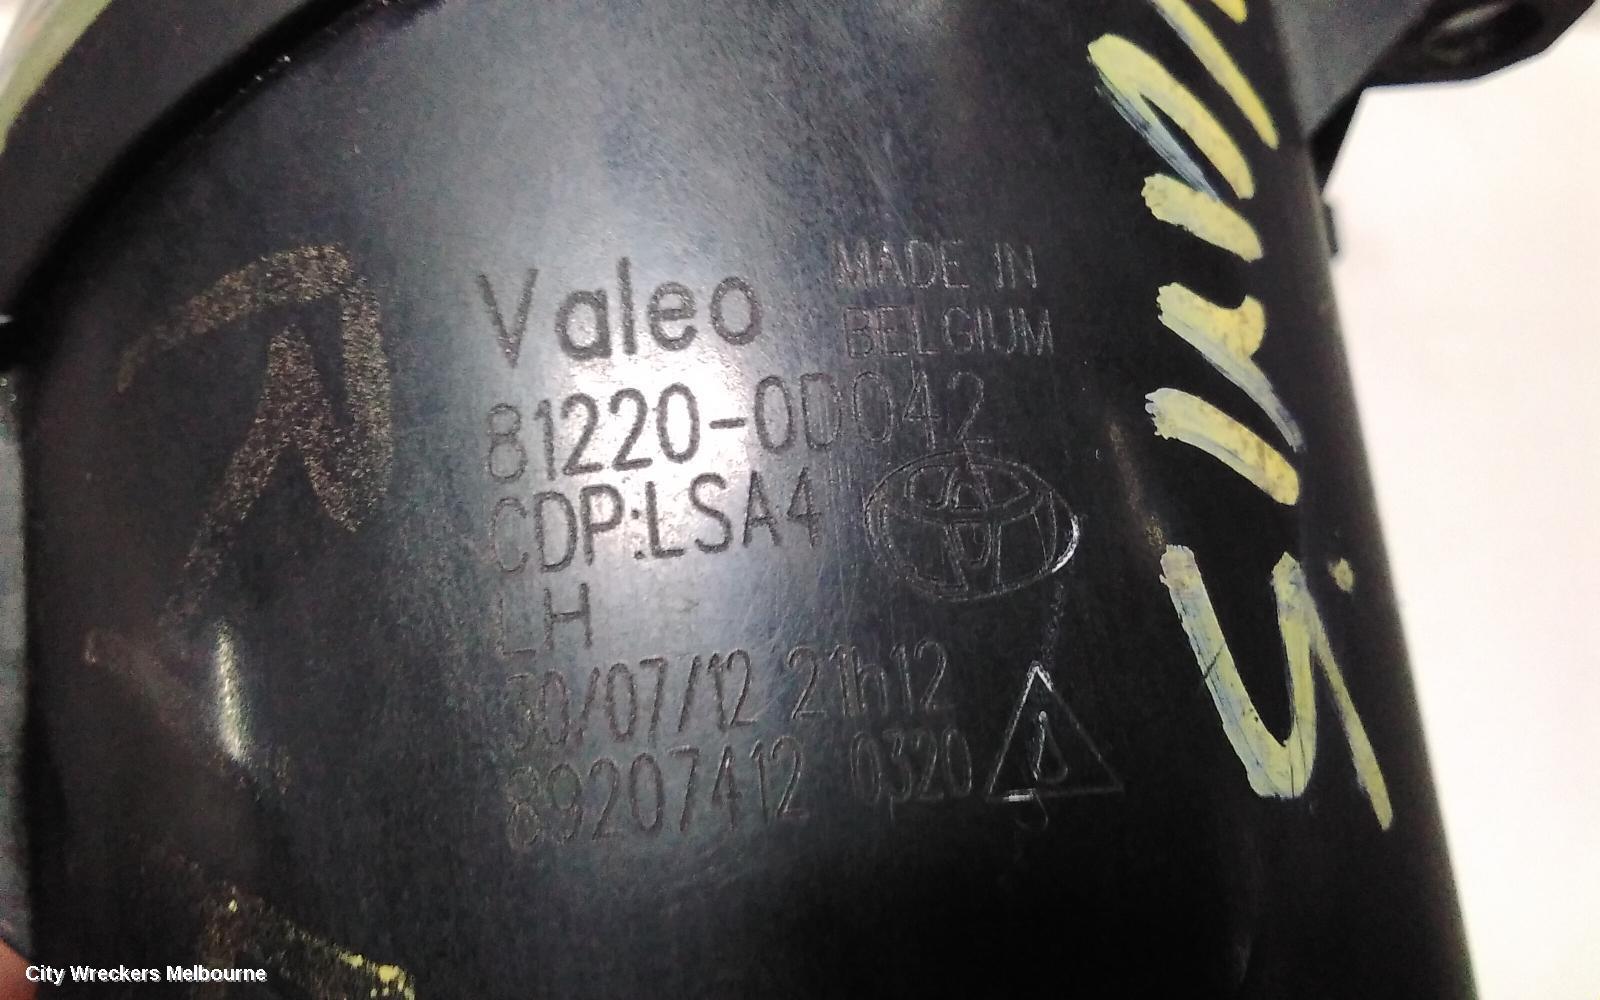 Valeo
MADE IN
BELGIUM
81220-0D042
CDP:LSA4
LH
30/07/12 21h12
89207412 0320
City Wreckers Melbourne